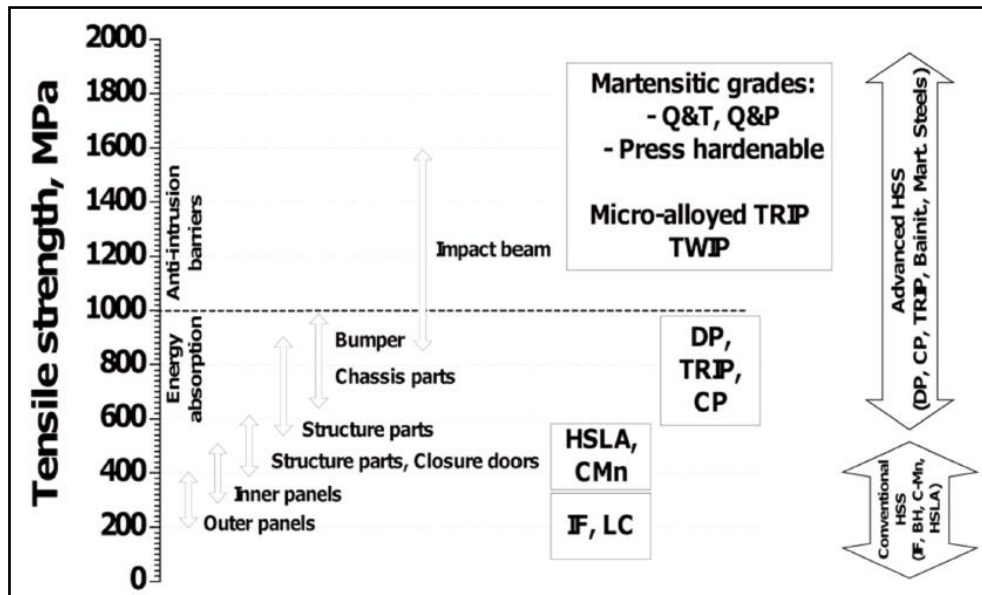 Tensile strength, MPa
2000
1800
1600
1400
1200
1000
800
600
400
200
0
Anti-intrusion
barriers
Energy
absorption
Impact beam
Bumper
Chassis parts
Structure parts
Structure parts, Closure doors
Inner panels
Outer panels
Martensitic grades:
- Q&T, Q&P
- Press hardenable
Micro-alloyed TRIP
TWIP
DP,
TRIP,
CP
HSLA,
CMn
IF, LC
Advanced HSS
(DP, CP, TRIP, Bainit., Mart. Steels)
Conventional
HSS
(IF, BH, C-Mn,
HSLA)